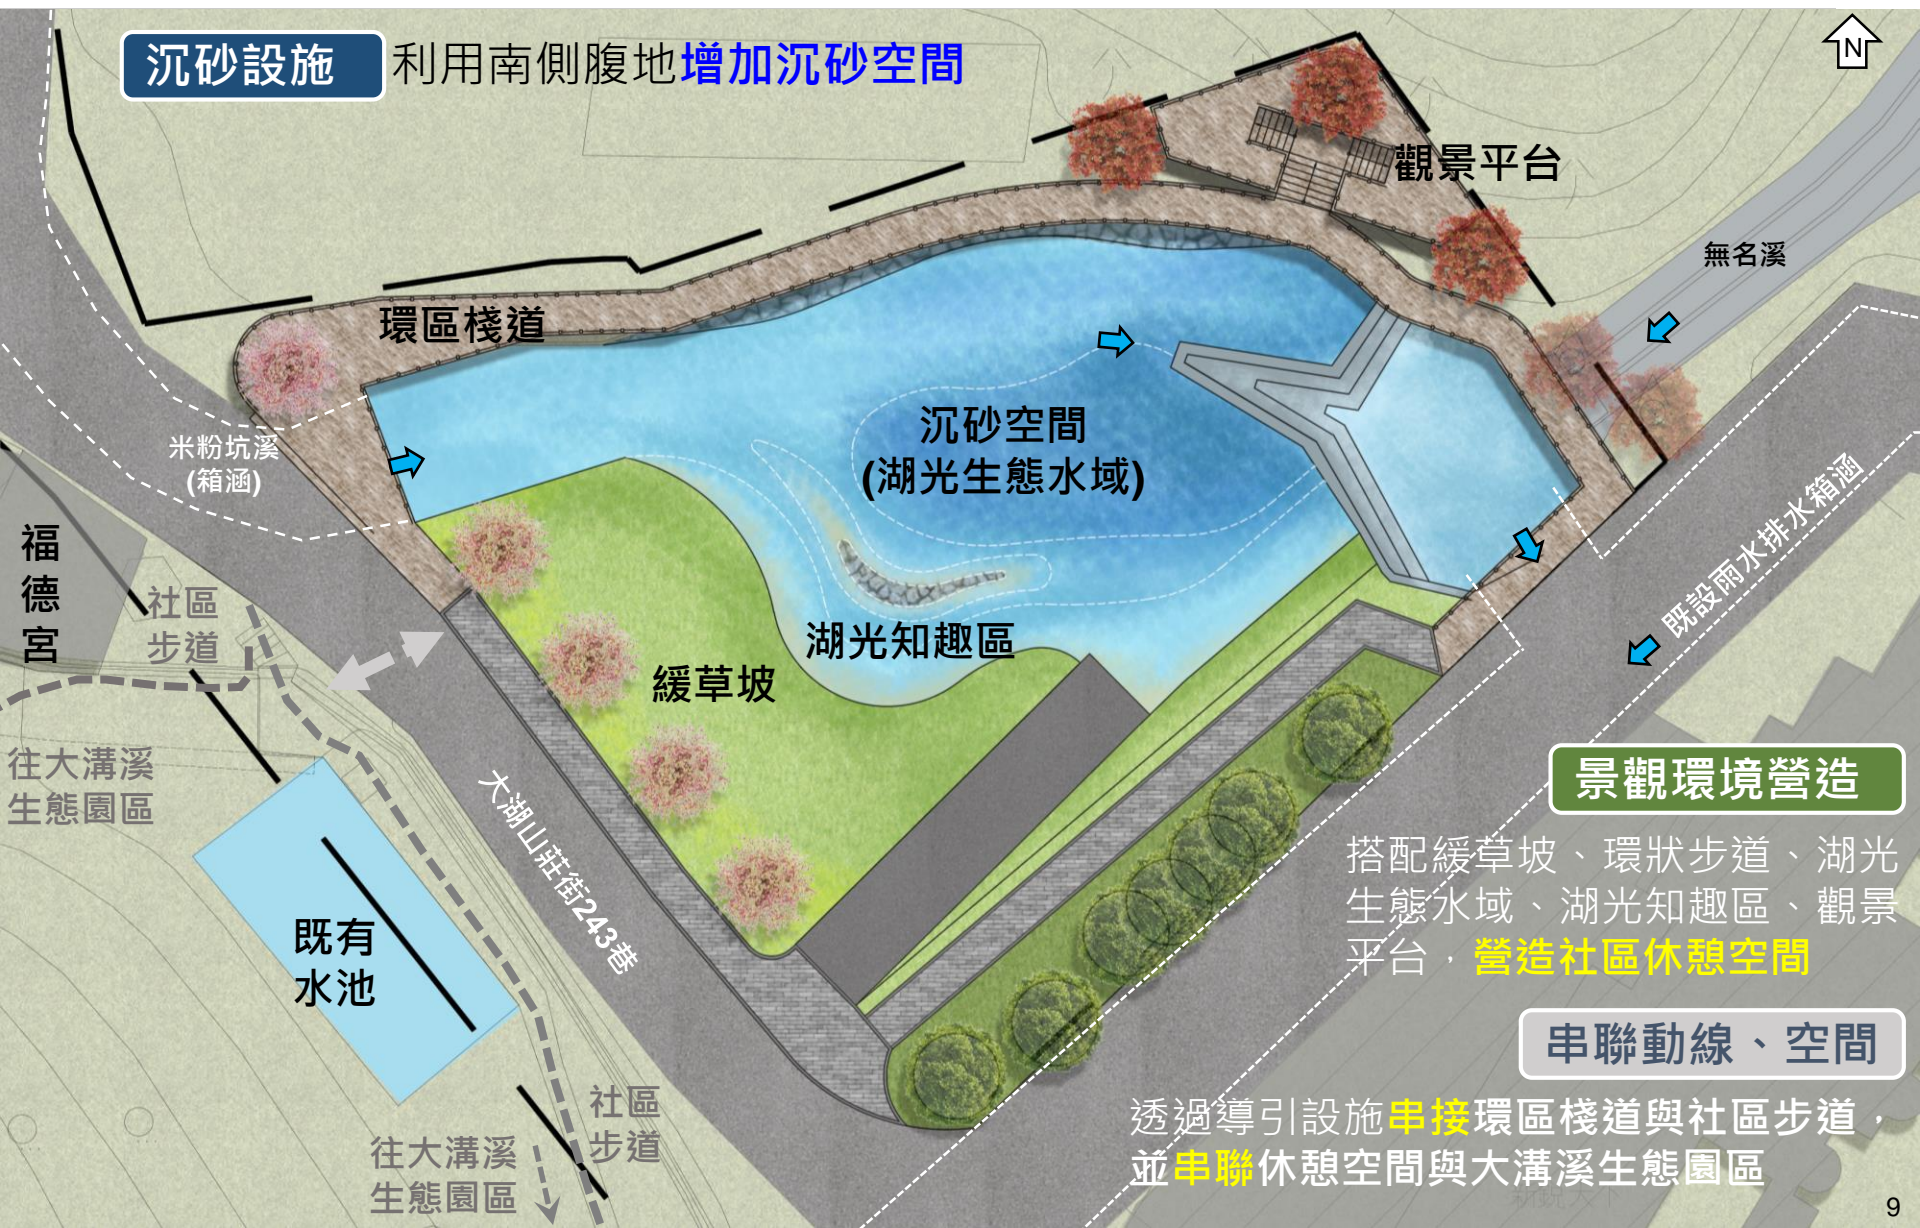 沉砂設施 利用南側腹地增加沉砂空間
N
觀景平台
無名溪
環區棧道
沉砂空間
(湖光生態水域)
米粉坑溪
(箱涵)
既設雨水排水箱涵
福德宮
社區
步道
湖光知趣區
緩草坡
往大溝溪
生態園區
大湖山莊街243巷
既有
水池
景觀環境營造
搭配緩草坡、環狀步道、湖光
生態水域、湖光知趣區、觀景
平台，營造社區休憩空間
串聯動線、空間
社區
步道
透過導引設施串接環區棧道與社區步道，
並串聯休憩空間與大溝溪生態園區
往大溝溪
生態園區
9